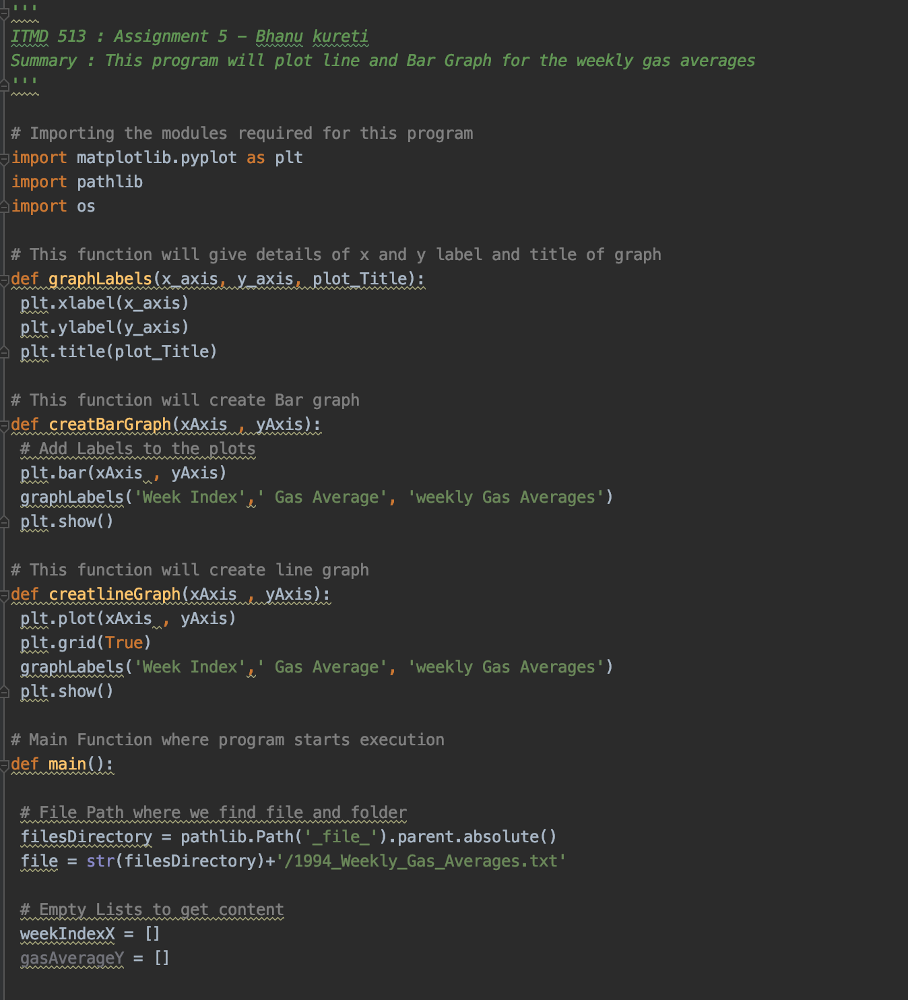 '''
ITMD 513 : Assignment 5 – Bhanu kureti
Summary : This program will plot line and Bar Graph for the weekly gas averages
'''
# Importing the modules required for this program
import matplotlib.pyplot as plt
import pathlib
import os
# This function will give details of x and y label and title of graph
def graphLabels(x_axis, y_axis, plot_Title):
plt.xlabel(x_axis)
plt.ylabel(y_axis)
plt.title(plot_Title)
# This function will create Bar graph
def creatBarGraph(xAxis , yAxis):
# Add Labels to the plots
plt.bar(xAxis , yAxis)
graphLabels('Week Index',' Gas Average', 'weekly Gas Averages')
plt.show()
# This function will create line graph
def creatlineGraph(xAxis , yAxis):
plt.plot(xAxis , yAxis)
plt.grid(True)
graphLabels('Week Index',' Gas Average', 'weekly Gas Averages')
plt.show()
# Main Function where program starts execution
def main():
# File Path where we find file and folder
filesDirectory = pathlib.Path('_file_').parent.absolute()
file = str(filesDirectory)+'/1994_Weekly_Gas_Averages.txt'
# Empty Lists to get content
weekIndexX = []
gasAverageY = []